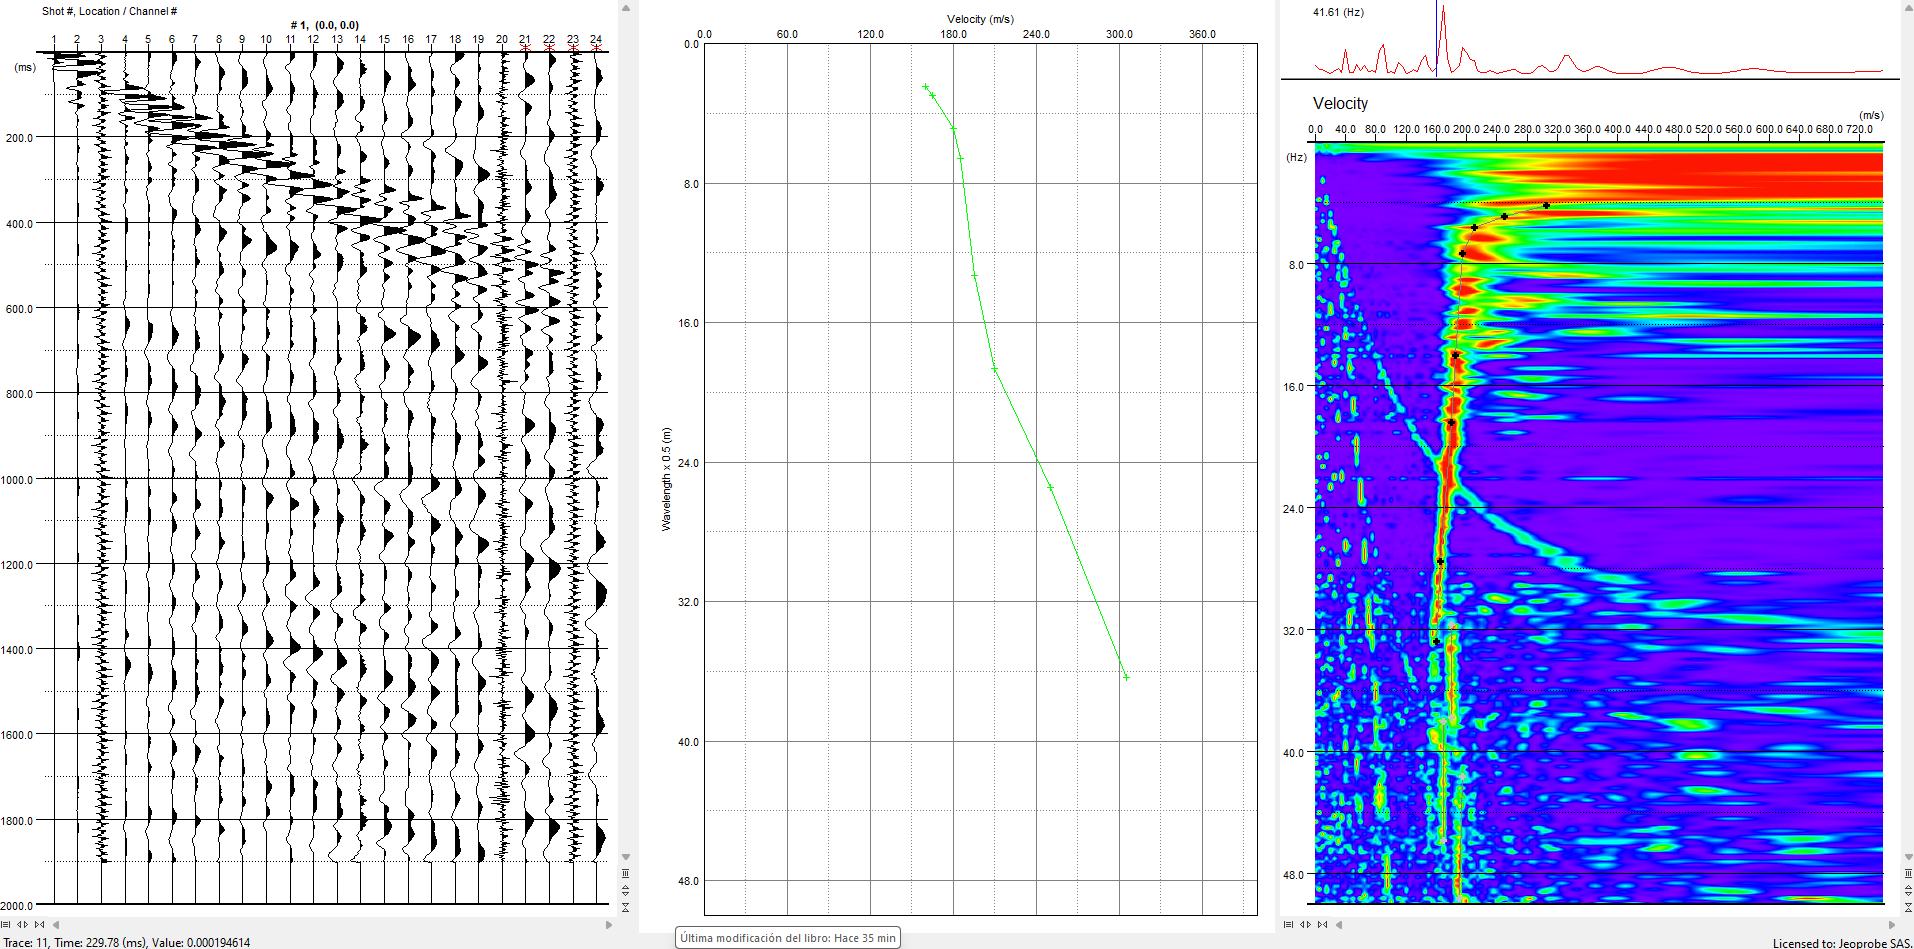 Shot #, Location / Channel #
# 1,  (0.0, 0.0)
1 2 3 4 5 6 7 8 9 10 11 12 13 14 15 16 17 18 19 20 21 22 23 24
(ms)
200.0
400.0
600.0
800.0
1000.0
1200.0
1400.0
1600.0
1800.0
2000.0
Trace: 11, Time: 229.78 (ms), Value: 0.000194614
Velocity (m/s)
0.0 60.0 120.0 180.0 240.0 300.0 360.0
0.0
8.0
16.0
24.0
32.0
40.0
48.0
Wavelength x 0.5 (m)
Última modificación del libro: Hace 35 min
41.61 (Hz)
Velocity
(m/s)
0.0 40.0 80.0 120.0 160.0 200.0 240.0 280.0 320.0 360.0 400.0 440.0 480.0 520.0 560.0 600.0 640.0 680.0 720.0
(Hz)
8.0
16.0
24.0
32.0
40.0
48.0
Licensed to: Jeoprobe SAS.